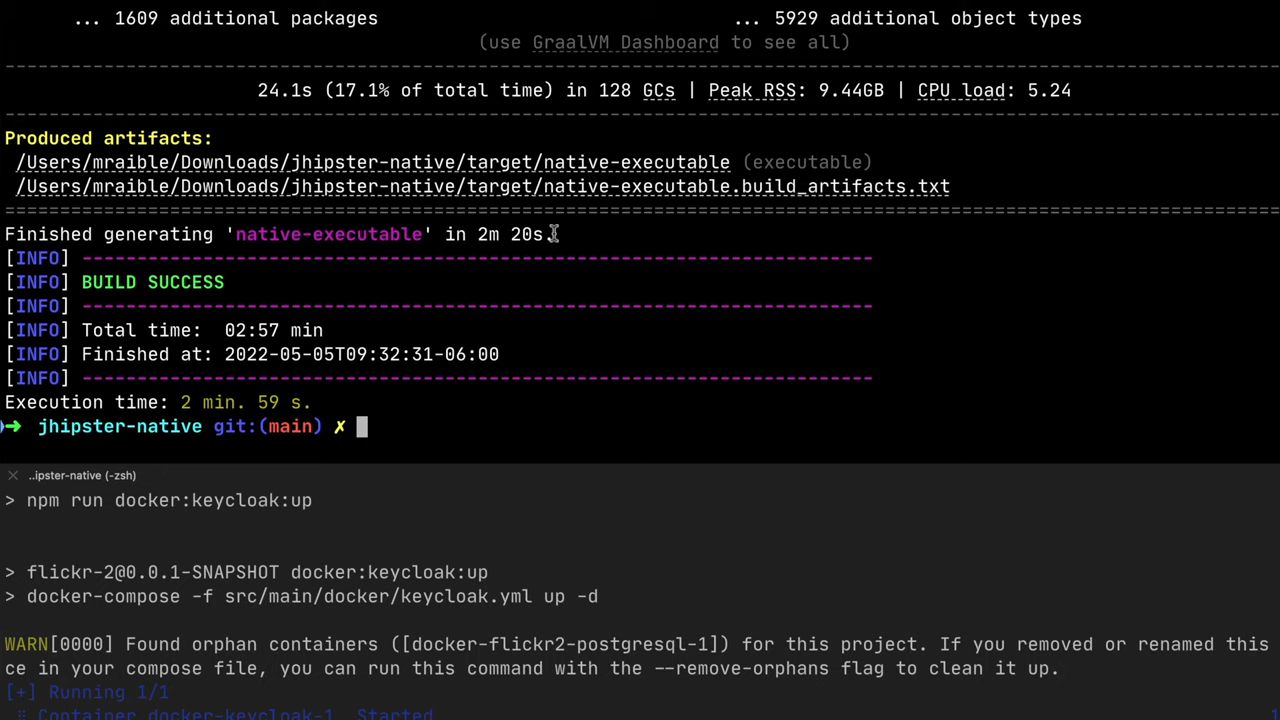 ... 1609 additional packages ... 5929 additional object types
(use GraalVM Dashboard to see all)
--------------------------------------------------------------------------------
24.1s (17.1% of total time) in 128 GCs | Peak RSS: 9.44GB | CPU load: 5.24
--------------------------------------------------------------------------------
Produced artifacts:
/Users/mraible/Downloads/jhipster-native/target/native-executable (executable)
/Users/mraible/Downloads/jhipster-native/target/native-executable.build_artifacts.txt
================================================================================
Finished generating 'native-executable' in 2m 20s.
[INFO] ------------------------------------------------------------------------
[INFO] BUILD SUCCESS
[INFO] ------------------------------------------------------------------------
[INFO] Total time:  02:57 min
[INFO] Finished at: 2022-05-05T09:32:31-06:00
[INFO] ------------------------------------------------------------------------
Execution time: 2 min. 59 s.
➜ jhipster-native git:(main) ✗
× ..ipster-native (-zsh)
> npm run docker:keycloak:up
> flickr-2@0.0.1-SNAPSHOT docker:keycloak:up
> docker-compose -f src/main/docker/keycloak.yml up -d
WARN[0000] Found orphan containers ([docker-flickr2-postgresql-1]) for this project. If you removed or renamed this
ce in your compose file, you can run this command with the --remove-orphans flag to clean it up.
[+] Running 1/1
⠿ Container docker-keycloak-1 Started